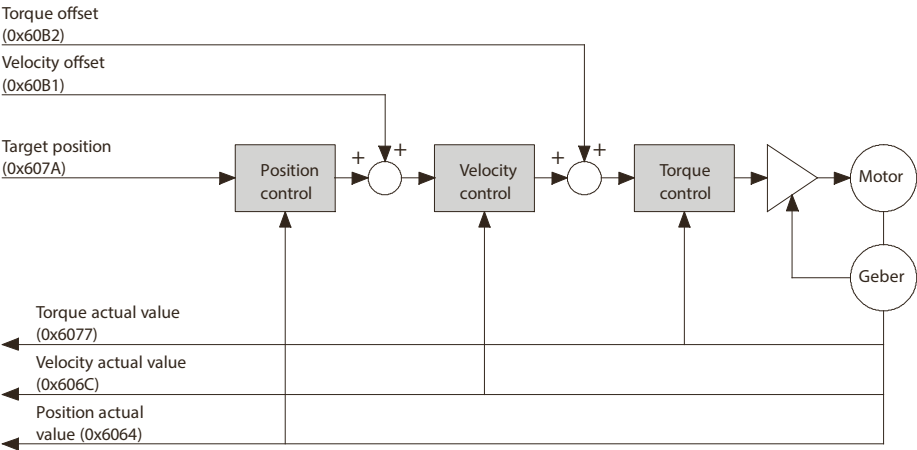 Torque offset
(0x60B2)
Velocity offset
(0x60B1)
Target position
(0x607A)
Position
control
+
+
Velocity
control
+
+
Torque
control
Motor
Geber
Torque actual value
(0x6077)
Velocity actual value
(0x606C)
Position actual
value (0x6064)